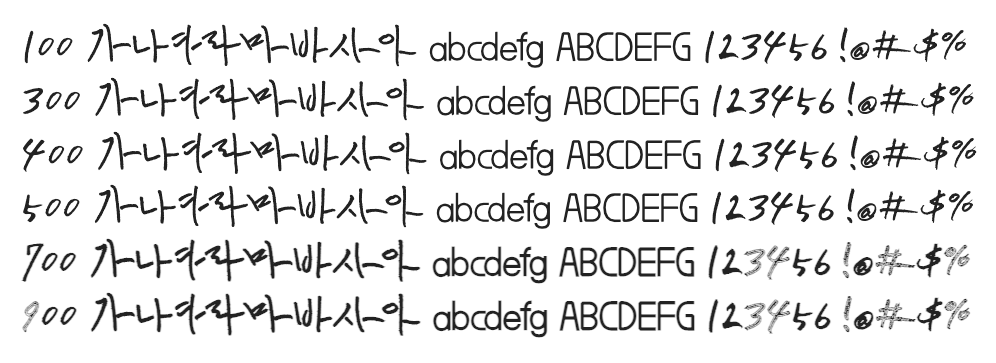 100 가나다라마바사아 abcdefg ABCDEFG 123456 !@# $%
300 가나다라마바사아 abcdefg ABCDEFG 123456 !@# $%
400 가나다라마바사아 abcdefg ABCDEFG 123456 !@# $%
500 가나다라마바사아 abcdefg ABCDEFG 123456 !@# $%
700 가나다라마바사아 abcdefg ABCDEFG 123456 !@# $%
900 가나다라마바사아 abcdefg ABCDEFG 123456 !@# $%